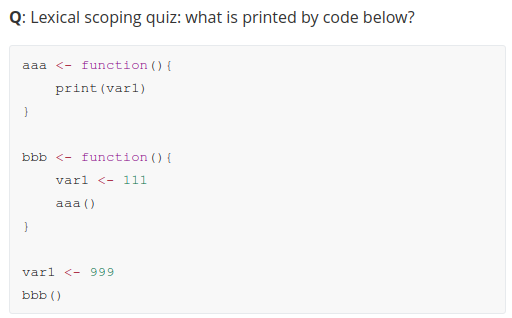 Q: Lexical scoping quiz: what is printed by code below?
aaa <- function(){
    print(var1)
}
bbb <- function(){
    var1 <- 111
    aaa()
}
var1 <- 999
bbb()